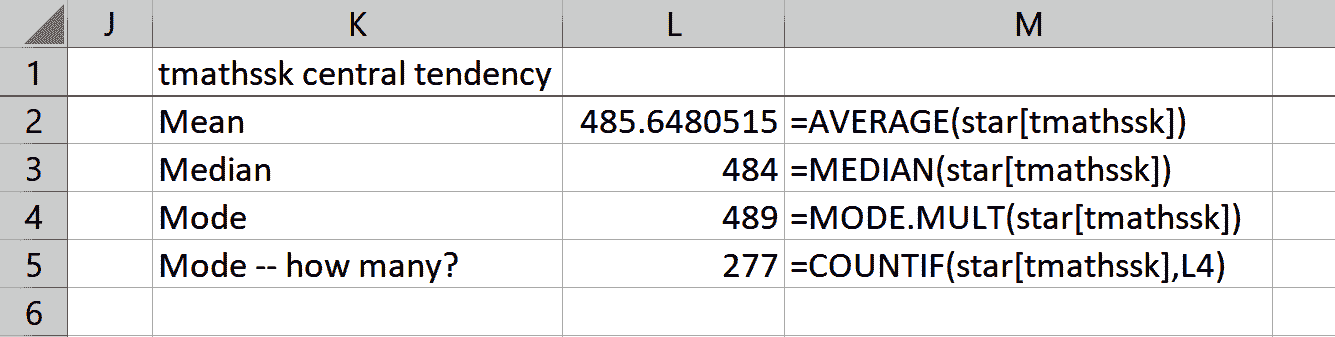 J K L M
1 tmathssk central tendency
2 Mean 485.6480515 =AVERAGE(star[tmathssk])
3 Median 484 =MEDIAN(star[tmathssk])
4 Mode 489 =MODE.MULT(star[tmathssk])
5 Mode -- how many? 277 =COUNTIF(star[tmathssk],L4)
6